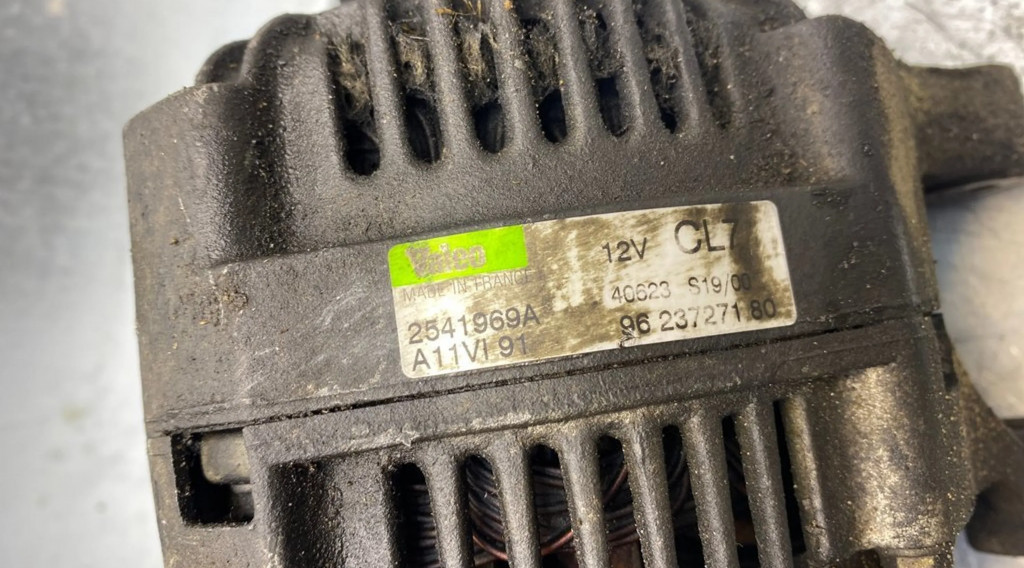 Valeo
MADE IN FRANCE
12V CL7
40623 S19/00
2541969A
96 237271.80
A11VI 91